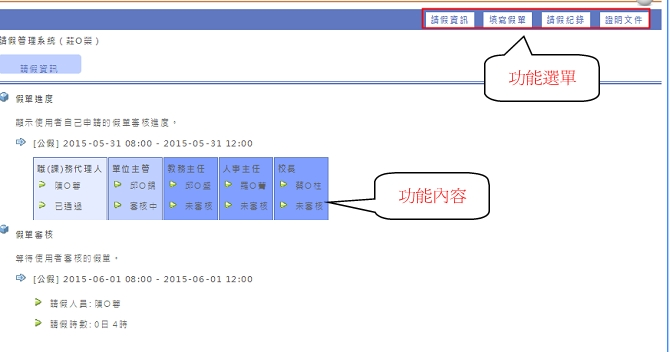 請假資訊 填寫假單 請假紀錄 證明文件
請假管理系統(莊O榮)
功能選單
請假資訊
假單進度
顯示使用者自己申請的假單審核進度。
[公假] 2015-05-31 08:00 - 2015-05-31 12:00
職(課)務代理人 單位主管 教務主任 人事主任 校長
陳O華 邱O錦 邱O盛 羅O菁 蔡O柱
已通過 審核中 未審核 未審核 未審核
功能內容
假單審核
等待使用者審核的假單。
[公假] 2015-06-01 08:00 - 2015-06-01 12:00
請假人員: 陳O華
請假時數: 0日 4時